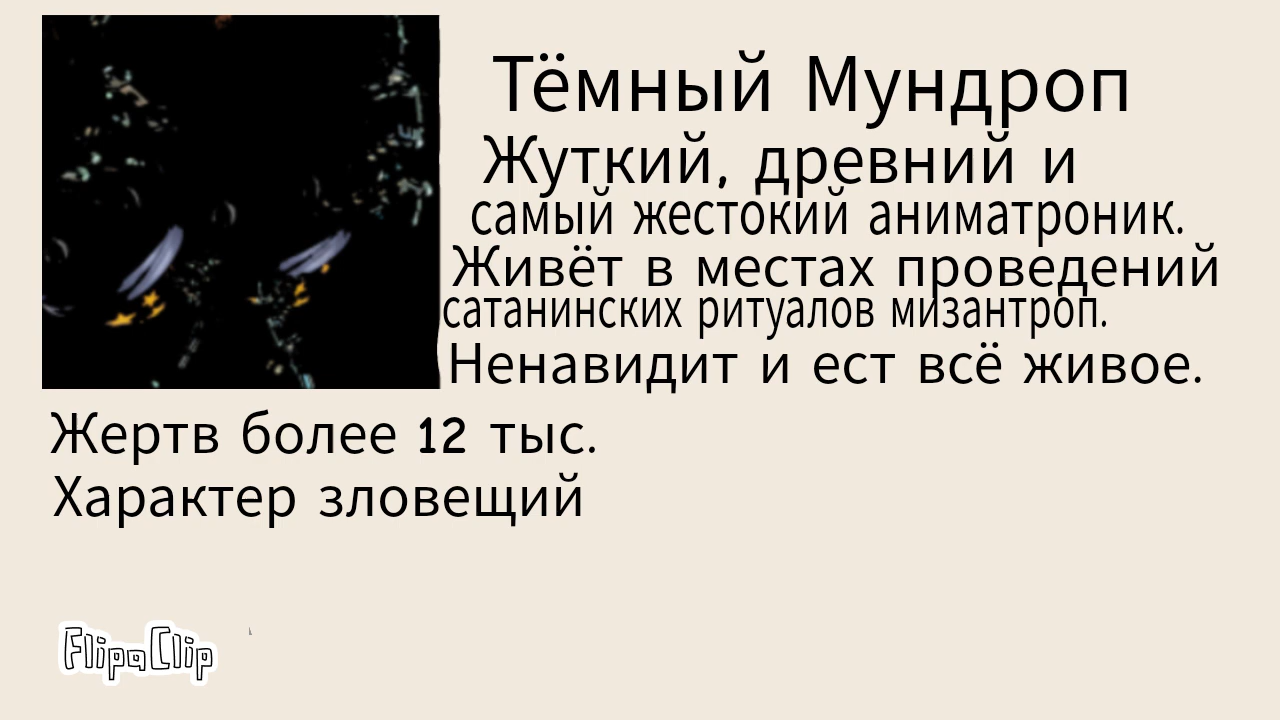 Тёмный Мундроп
Жуткий, древний и
самый жестокий аниматроник.
Живёт в местах проведений
сатанинских ритуалов мизантроп.
Ненавидит и ест всё живое.
Жертв более 12 тыс.
Характер зловещий
FlipaClip